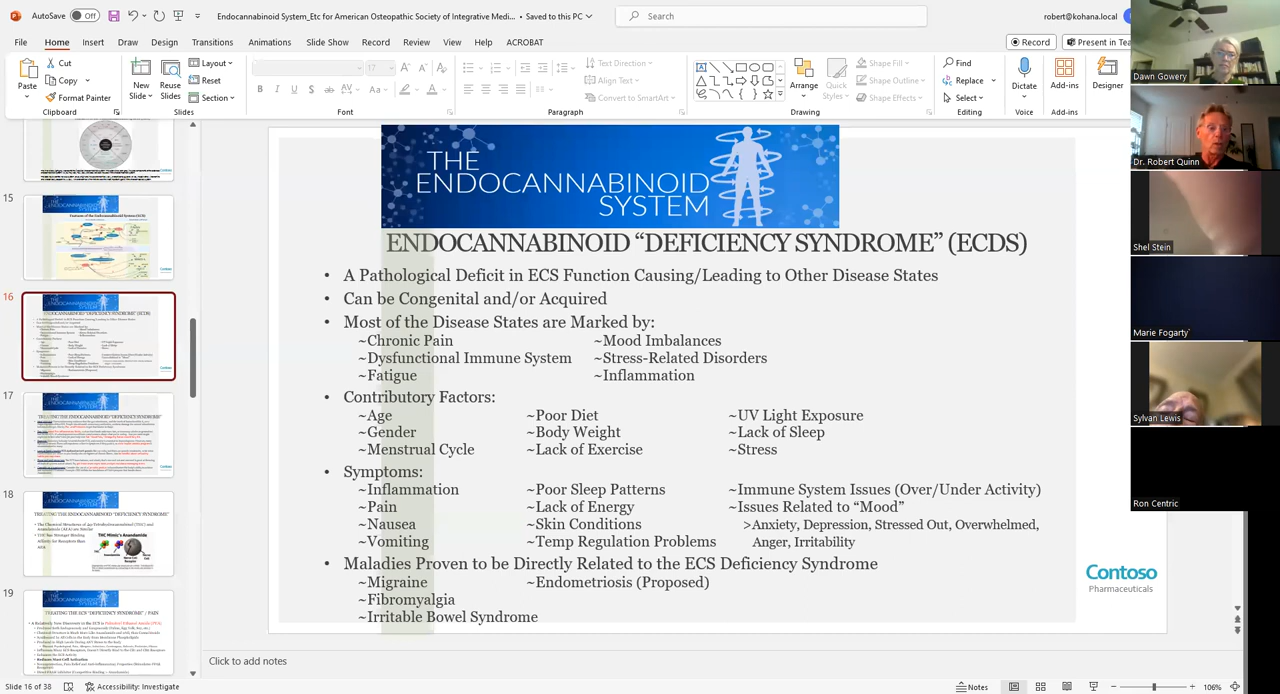 AutoSave Off
Endocannabinoid System_Etc for American Osteopathic Society of Integrative Medi... • Saved to this PC
Search
robert@kohana.local
File Home Insert Draw Design Transitions Animations Slide Show Record Review View Help ACROBAT
Record Present in Tea
Paste
Cut
Copy
Format Painter
Clipboard
New Slide
Reuse Slides
Layout
Reset
Section
Slides
Font
Text Direction
Align Text
Convert to SmartArt
Paragraph
Arrange
Quick Styles
Shape Fill
Shape Outline
Shape Effects
Drawing
Find
Replace
Select
Editing
Dictate
Voice
Add-ins
Add-ins
Designer
15
16
17
18
TREATING THE ENDOCANNABINOID "DEFICIENCY SYNDROME"
THC Mimic's Anandamida
19
THE
ENDOCANNABINOID
SYSTEM
ENDOCANNABINOID “DEFICIENCY SYNDROME” (ECDS)
• A Pathological Deficit in ECS Function Causing/Leading to Other Disease States
• Can be Congenital and/or Acquired
Most of the Disease States are Marked by:
~Chronic Pain ~Mood Imbalances
~Dysfunctional Immune System ~Stress-Related Disorders
~Fatigue ~Inflammation
• Contributory Factors:
~Age ~Poor Diet ~UV Light Exposure
~Gender ~Body Weight ~Lack of Sleep
~Menstrual Cycle ~Lack of Exercise ~Stress
Symptoms:
~Inflammation ~Poor Sleep Patterns ~Immune System Issues (Over/Under Activity)
~Pain ~Lack of Energy ~Issues Related to “Mood”
~Nausea ~Skin Conditions Anxiety, Depression, Stressed Out, Overwhelmed,
~Vomiting ~Temp Regulation Problems Anger, Irritability
• Maladies Proven to be Directly Related to the ECS Deficiency Syndrome
~Migraine ~Endometriosis (Proposed)
~Fibromyalgia
~Irritable Bowel Syndrome
Contoso
Pharmaceuticals
Dawn Gowery
Dr. Robert Quinn
Shel Stein
Marie Fogarty`
Sylvan Lewis
Ron Centric
ck to add notes
Slide 16 of 38 Accessibility: Investigate Notes 106%